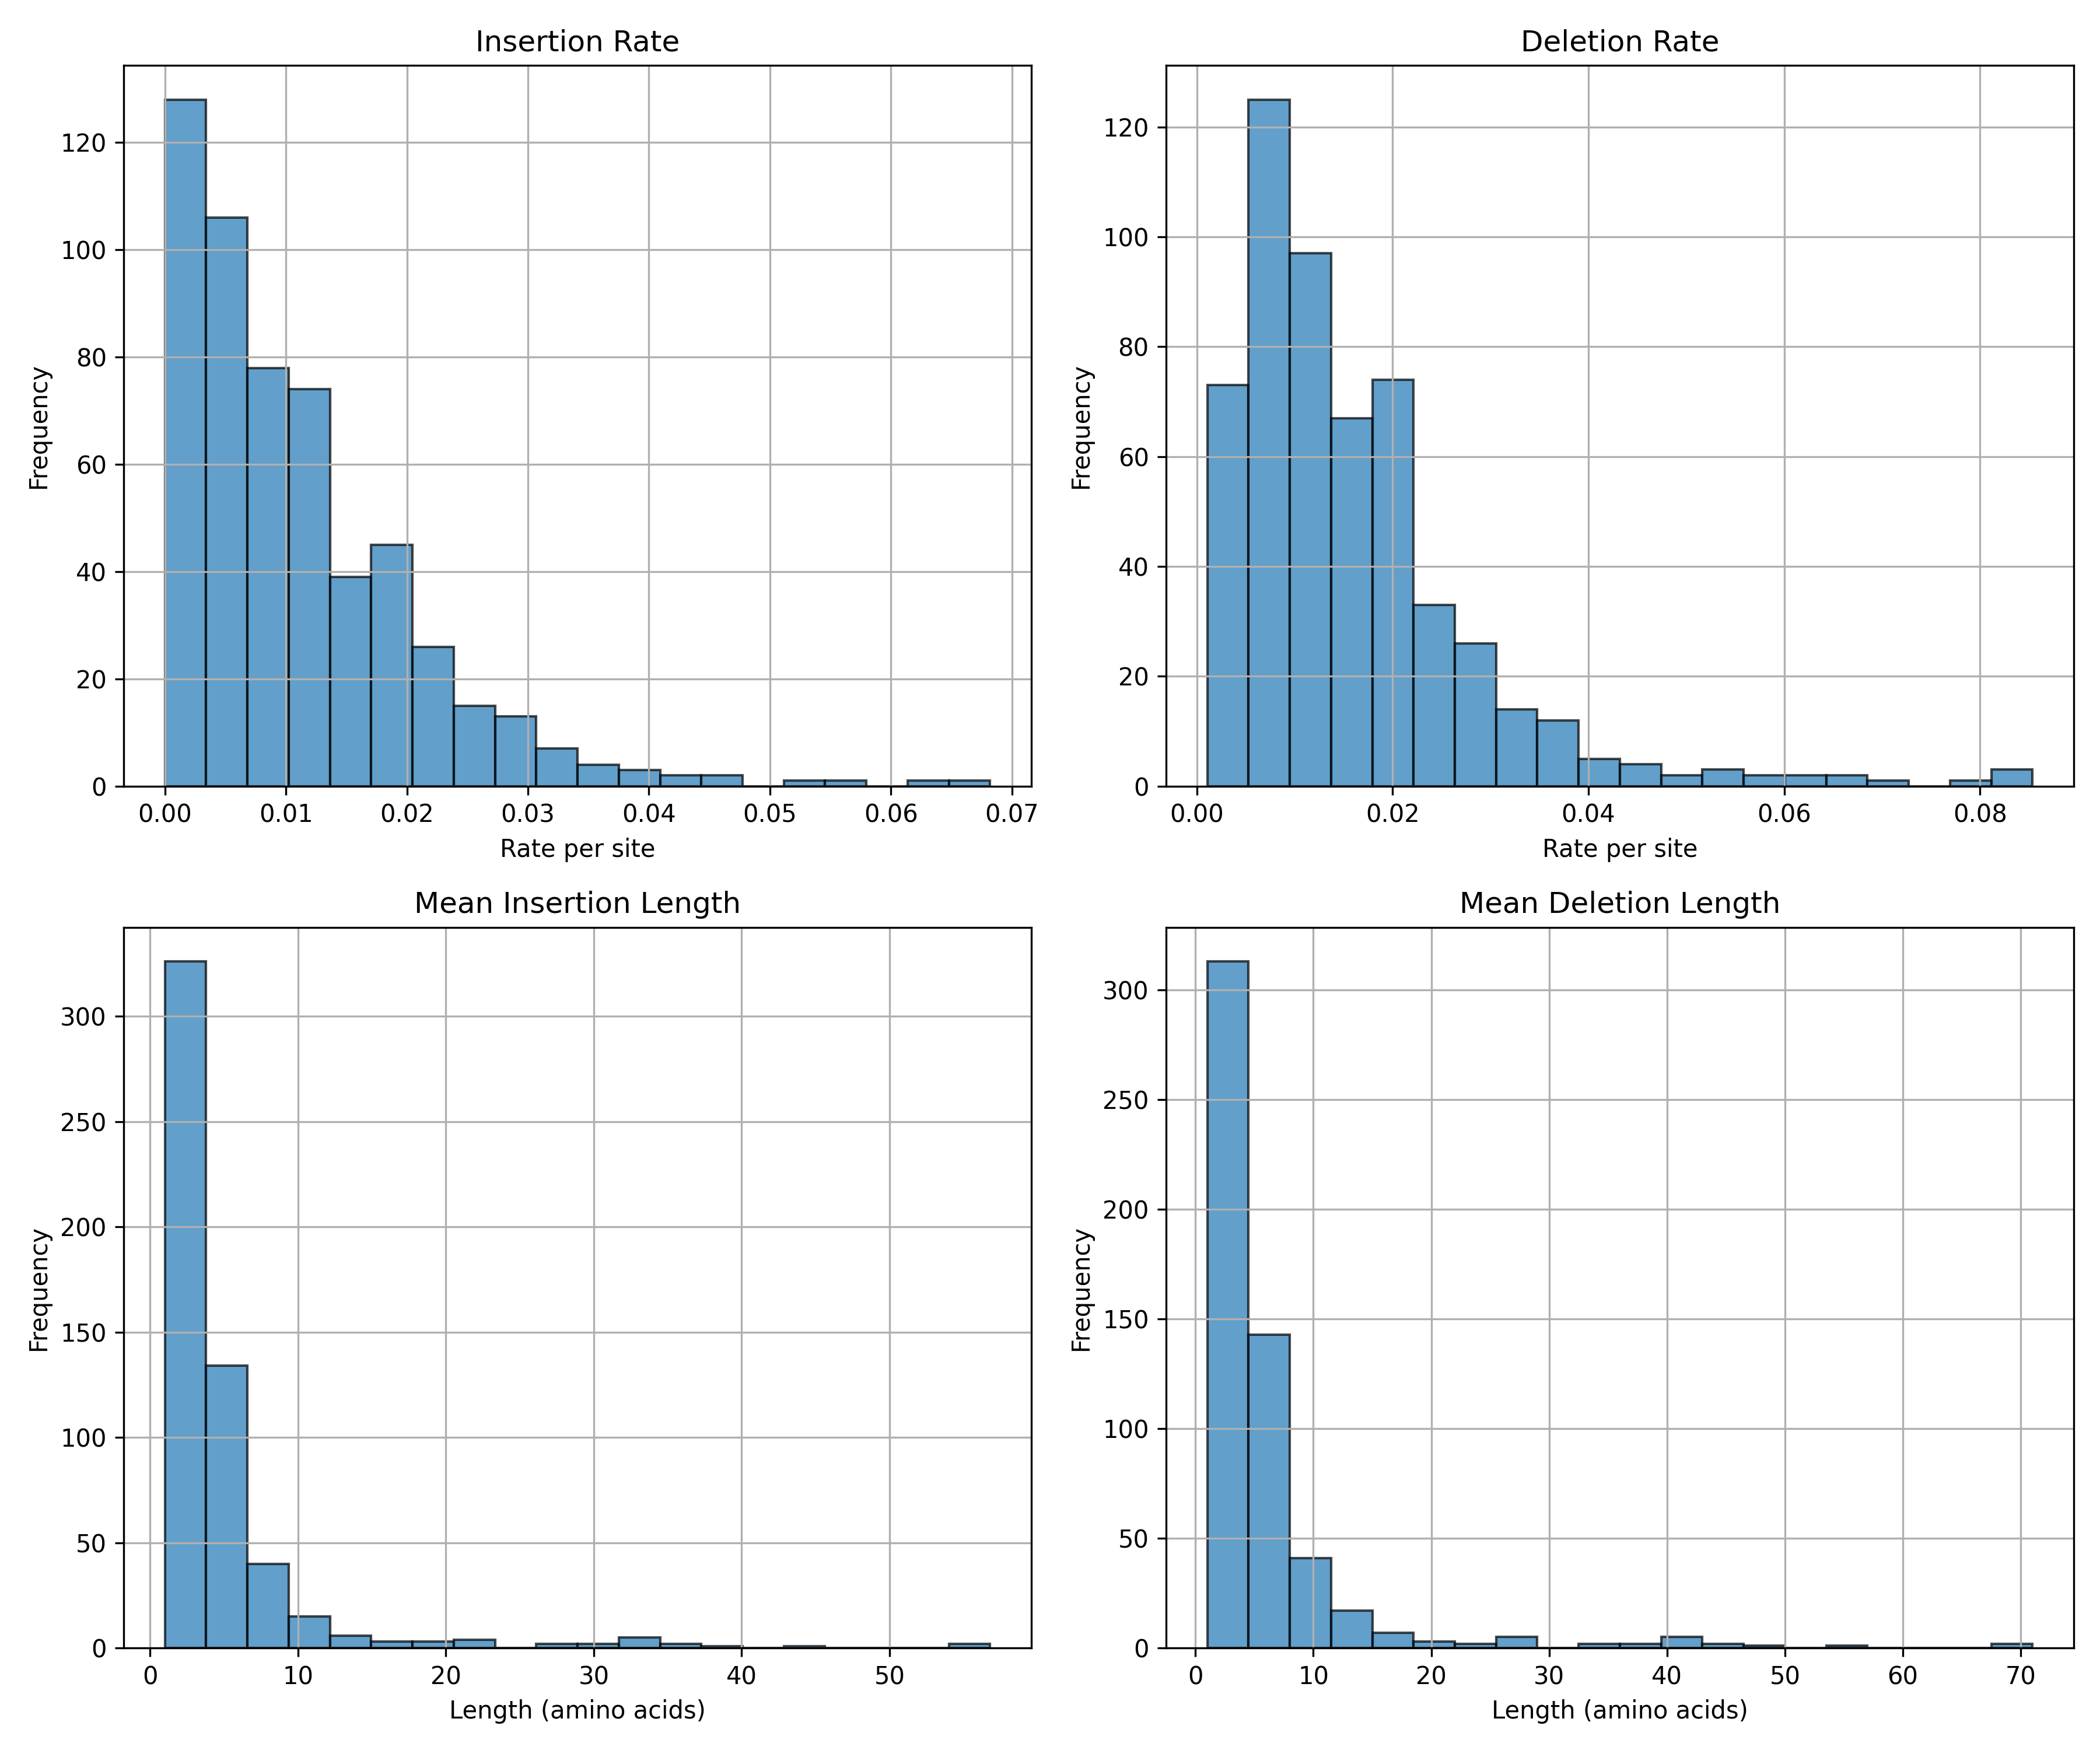 Insertion Rate
Frequency
0
20
40
60
80
100
120
0.00 0.01 0.02 0.03 0.04 0.05 0.06 0.07
Rate per site
Deletion Rate
Frequency
0
20
40
60
80
100
120
0.00 0.02 0.04 0.06 0.08
Rate per site
Mean Insertion Length
Frequency
0
50
100
150
200
250
300
0 10 20 30 40 50
Length (amino acids)
Mean Deletion Length
Frequency
0
50
100
150
200
250
300
0 10 20 30 40 50 60 70
Length (amino acids)